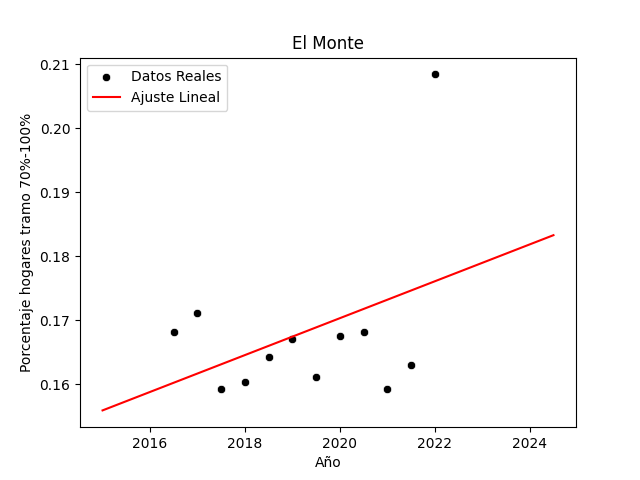 El Monte
Datos Reales
Ajuste Lineal
Porcentaje hogares tramo 70%-100%
0.21
0.20
0.19
0.18
0.17
0.16
2016 2018 2020 2022 2024
Año